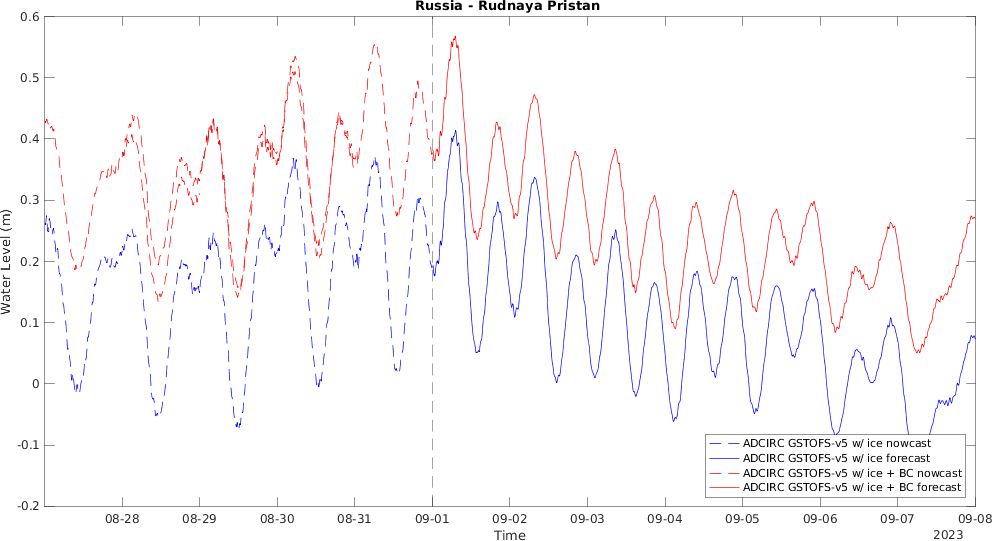 Russia - Rudnaya Pristan
0.6
0.5
0.4
0.3
0.2
0.1
0
-0.1
-0.2
Water Level (m)
ADCIRC GSTOFS-v5 w/ ice nowcast
ADCIRC GSTOFS-v5 w/ ice forecast
ADCIRC GSTOFS-v5 w/ ice + BC nowcast
ADCIRC GSTOFS-v5 w/ ice + BC forecast
08-28 08-29 08-30 08-31 09-01 09-02 09-03 09-04 09-05 09-06 09-07 09-08
Time
2023